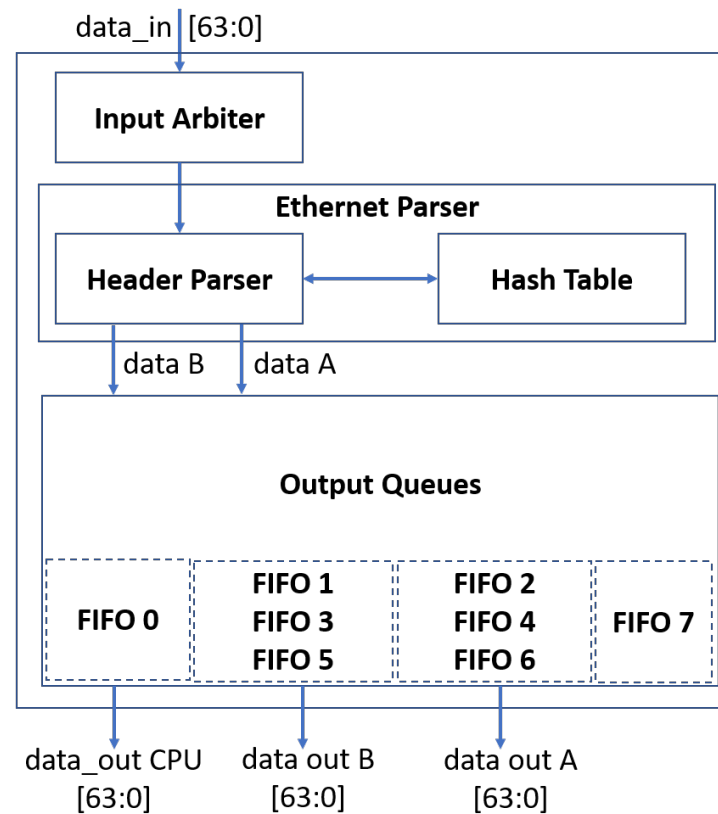 data_in [63:0]
Input Arbiter
Ethernet Parser
Header Parser
Hash Table
data B
data A
Output Queues
FIFO 0
FIFO 1
FIFO 3
FIFO 5
FIFO 2
FIFO 4
FIFO 6
FIFO 7
data_out CPU
[63:0]
data out B
[63:0]
data out A
[63:0]